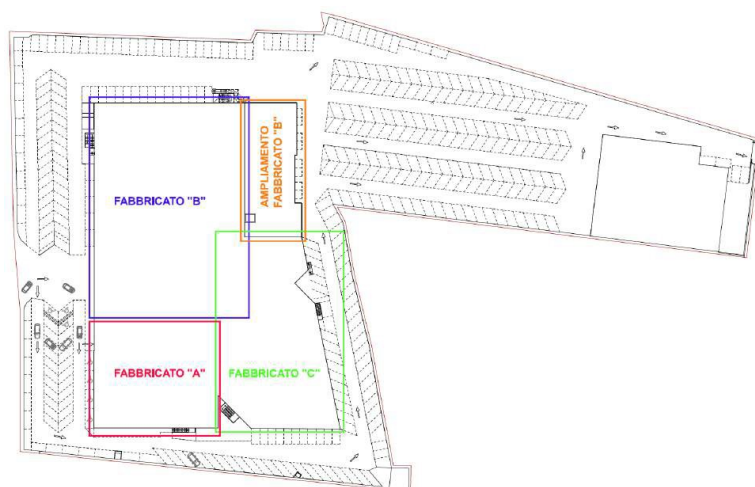 AMPLIAMENTO
FABBRICATO "B"
FABBRICATO "B"
FABBRICATO "A"
FABBRICATO "C"